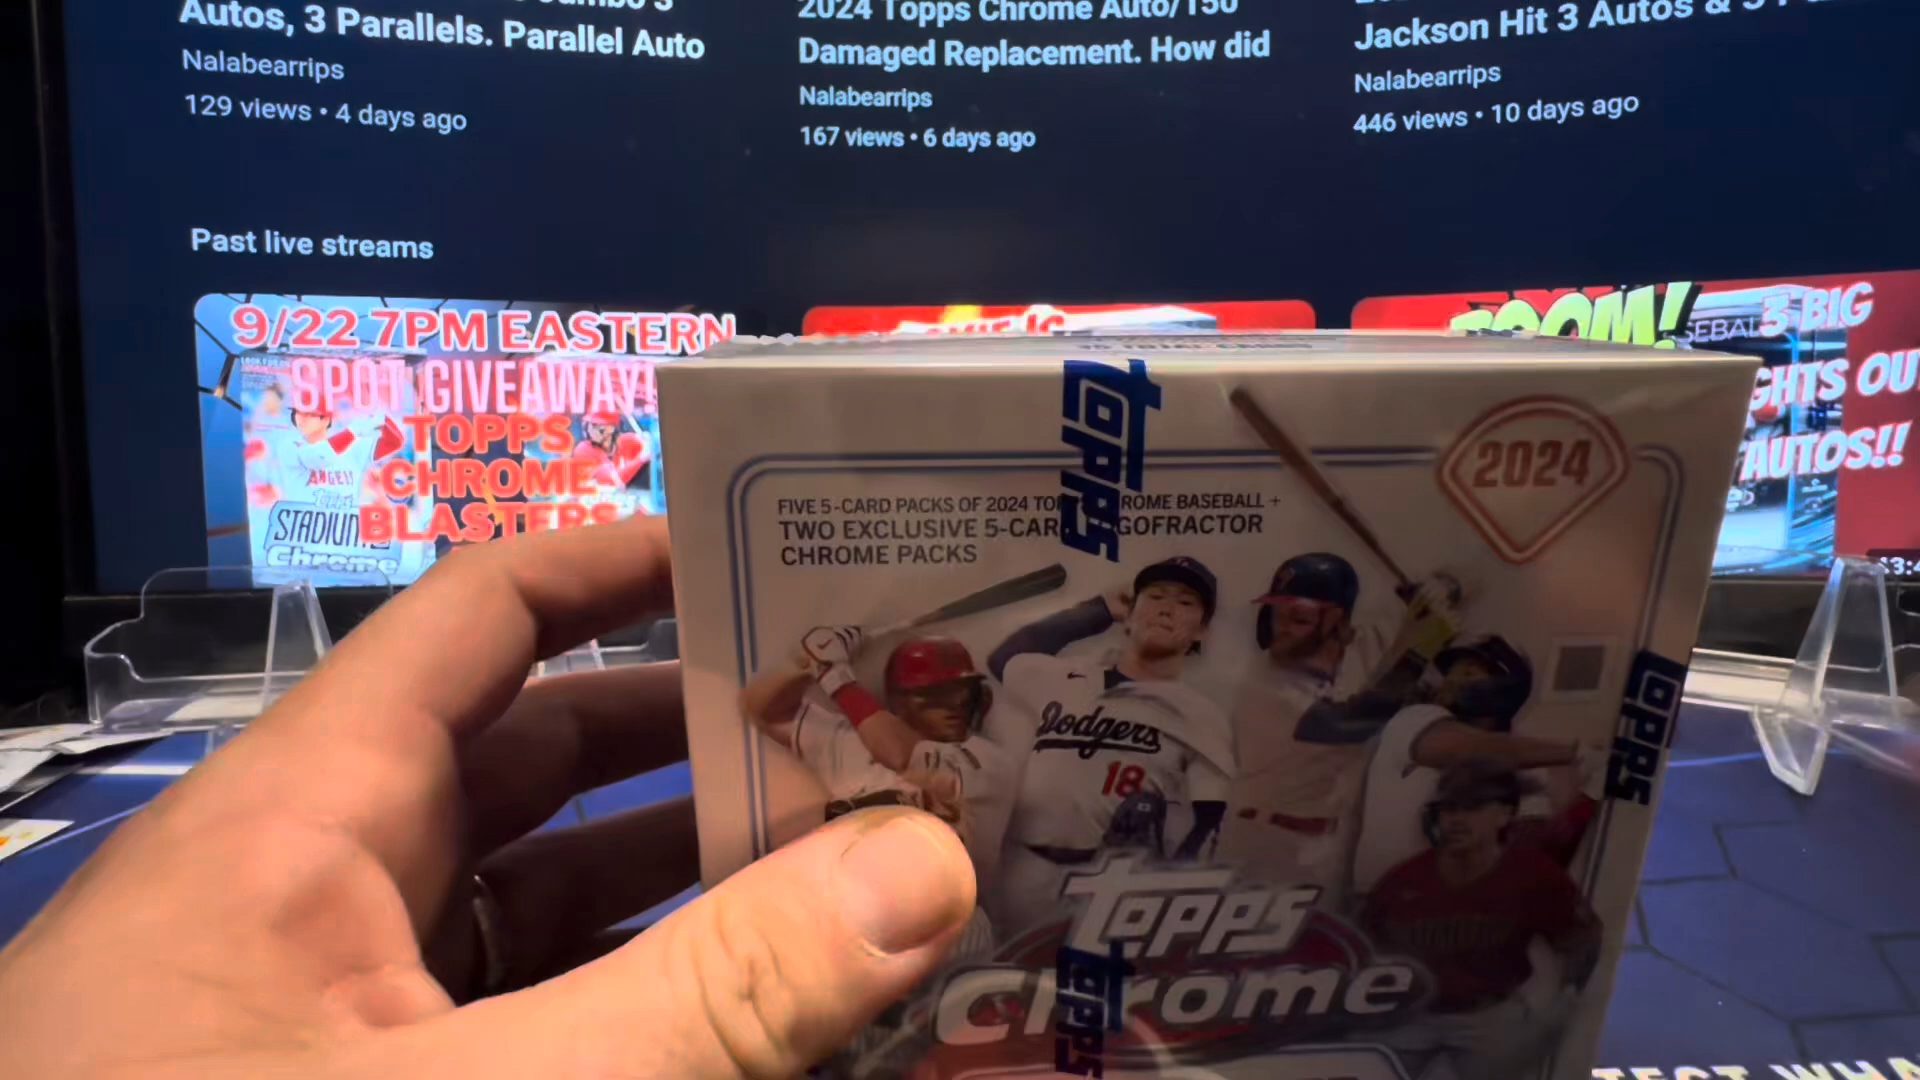 Autos, 3 Parallels. Parallel Auto
Nalabearrips
129 views • 4 days ago
2024 Topps Chrome Auto/150
Damaged Replacement. How did
Nalabearrips
167 views • 6 days ago
Jackson Hit 3 Autos &
Nalabearrips
446 views • 10 days ago
Past live streams
9/22 7PM EASTERN
SPOT GIVEAWAY!
TOPPS
CHROME
BLASTERS
ANGELS
Topps
STADIUM
Chrome
3 BIG
AUTOS!!
Topps
2024
FIVE 5-CARD PACKS OF 2024 ROME BASEBALL +
TWO EXCLUSIVE 5-CAR GOFRACTOR
CHROME PACKS
Dodgers
18
Topps
Topps
Chrome
Topps